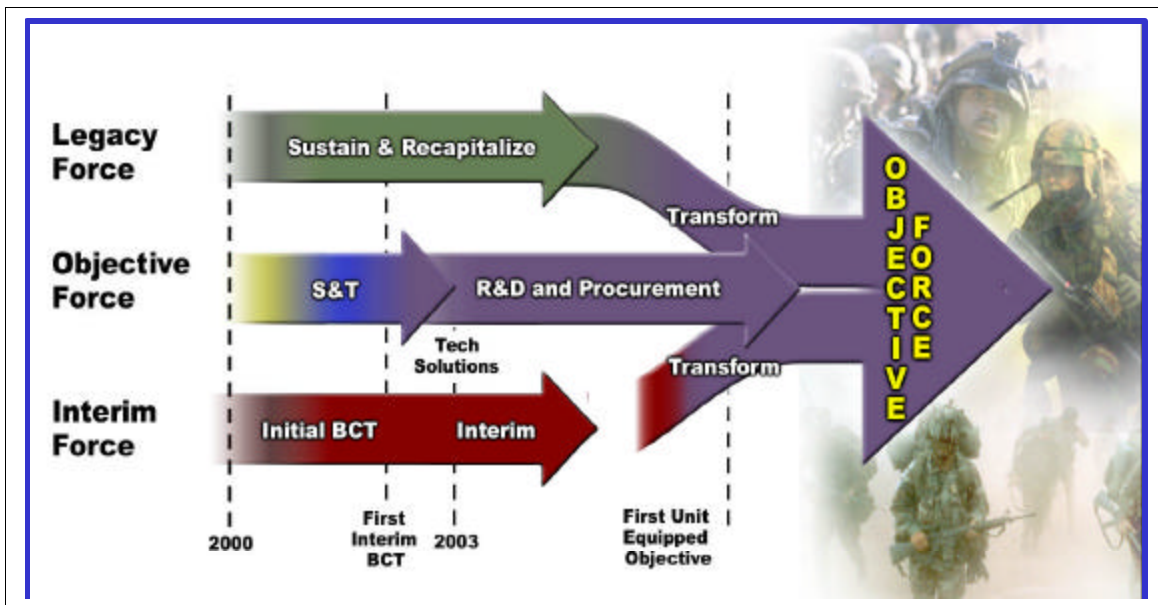 Legacy
Force
Sustain & Recapitalize
Transform
Objective
Force
S&T
R&D and Procurement
Tech
Solutions
Transform
Interim
Force
Initial BCT
Interim
OBJECTIVE
FORCE
2000
First
Interim
BCT
2003
First Unit
Equipped
Objective